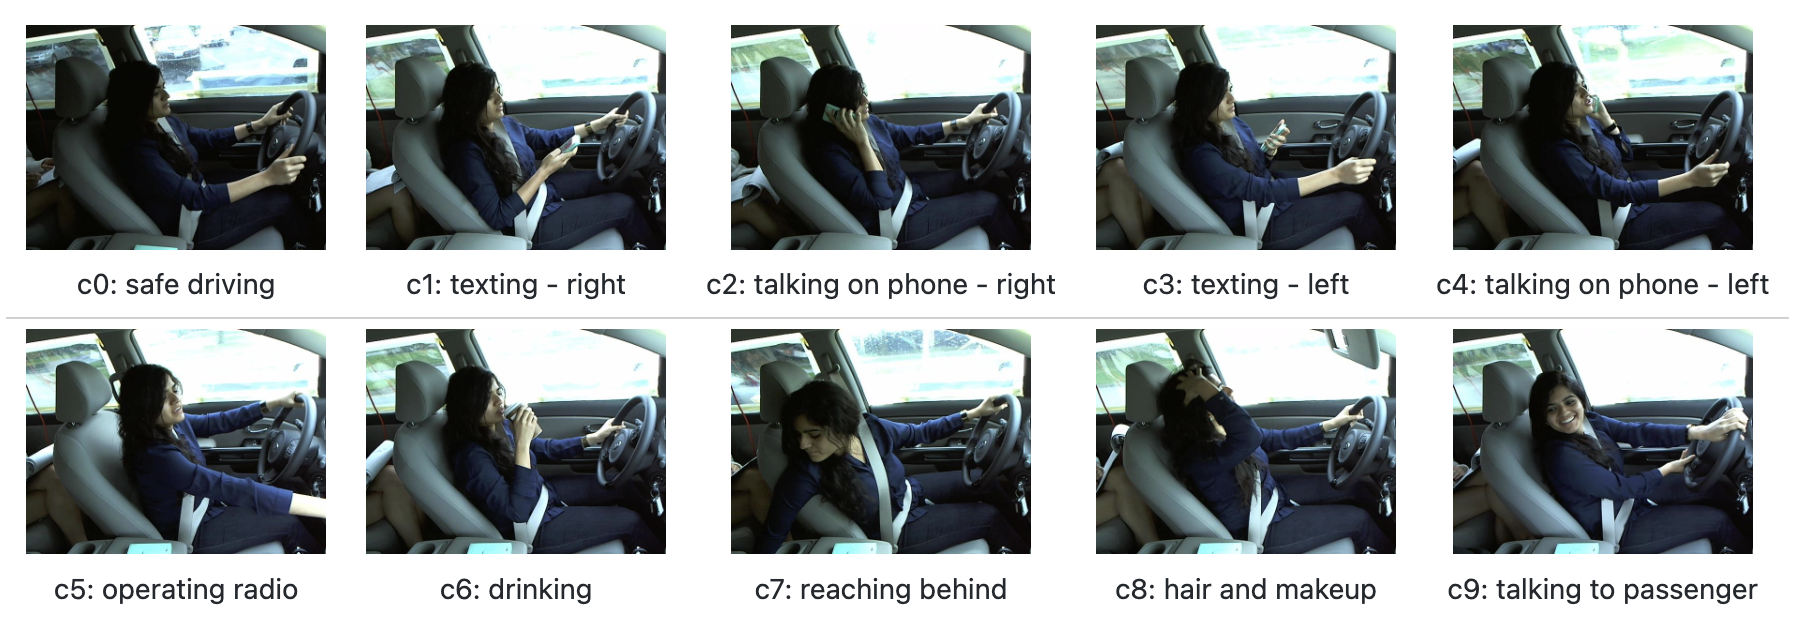 c0: safe driving
c1: texting - right
c2: talking on phone - right
c3: texting - left
c4: talking on phone - left
c5: operating radio
c6: drinking
c7: reaching behind
c8: hair and makeup
c9: talking to passenger